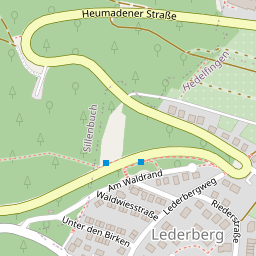 Heumadener Straße
Hedelfingen
Sillenbuch
Am Waldrand
Lederbergweg
Waldwiesstraße
Riederstraße
Unter den Birken
Lederberg